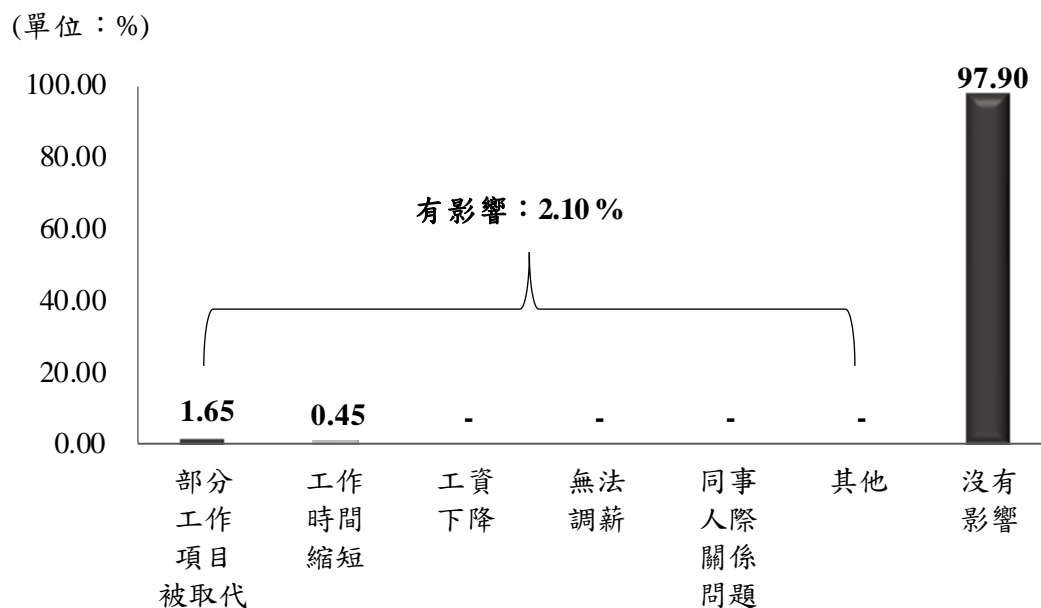 (單位：%)
100.00
80.00
60.00
40.00
20.00
0.00
有影響：2.10 %
1.65
0.45
-
-
-
-
97.90
部分
工作
項目
被取代
工作
時間
縮短
工資
下降
無法
調薪
同事
人際
關係
問題
其他
沒有
影響